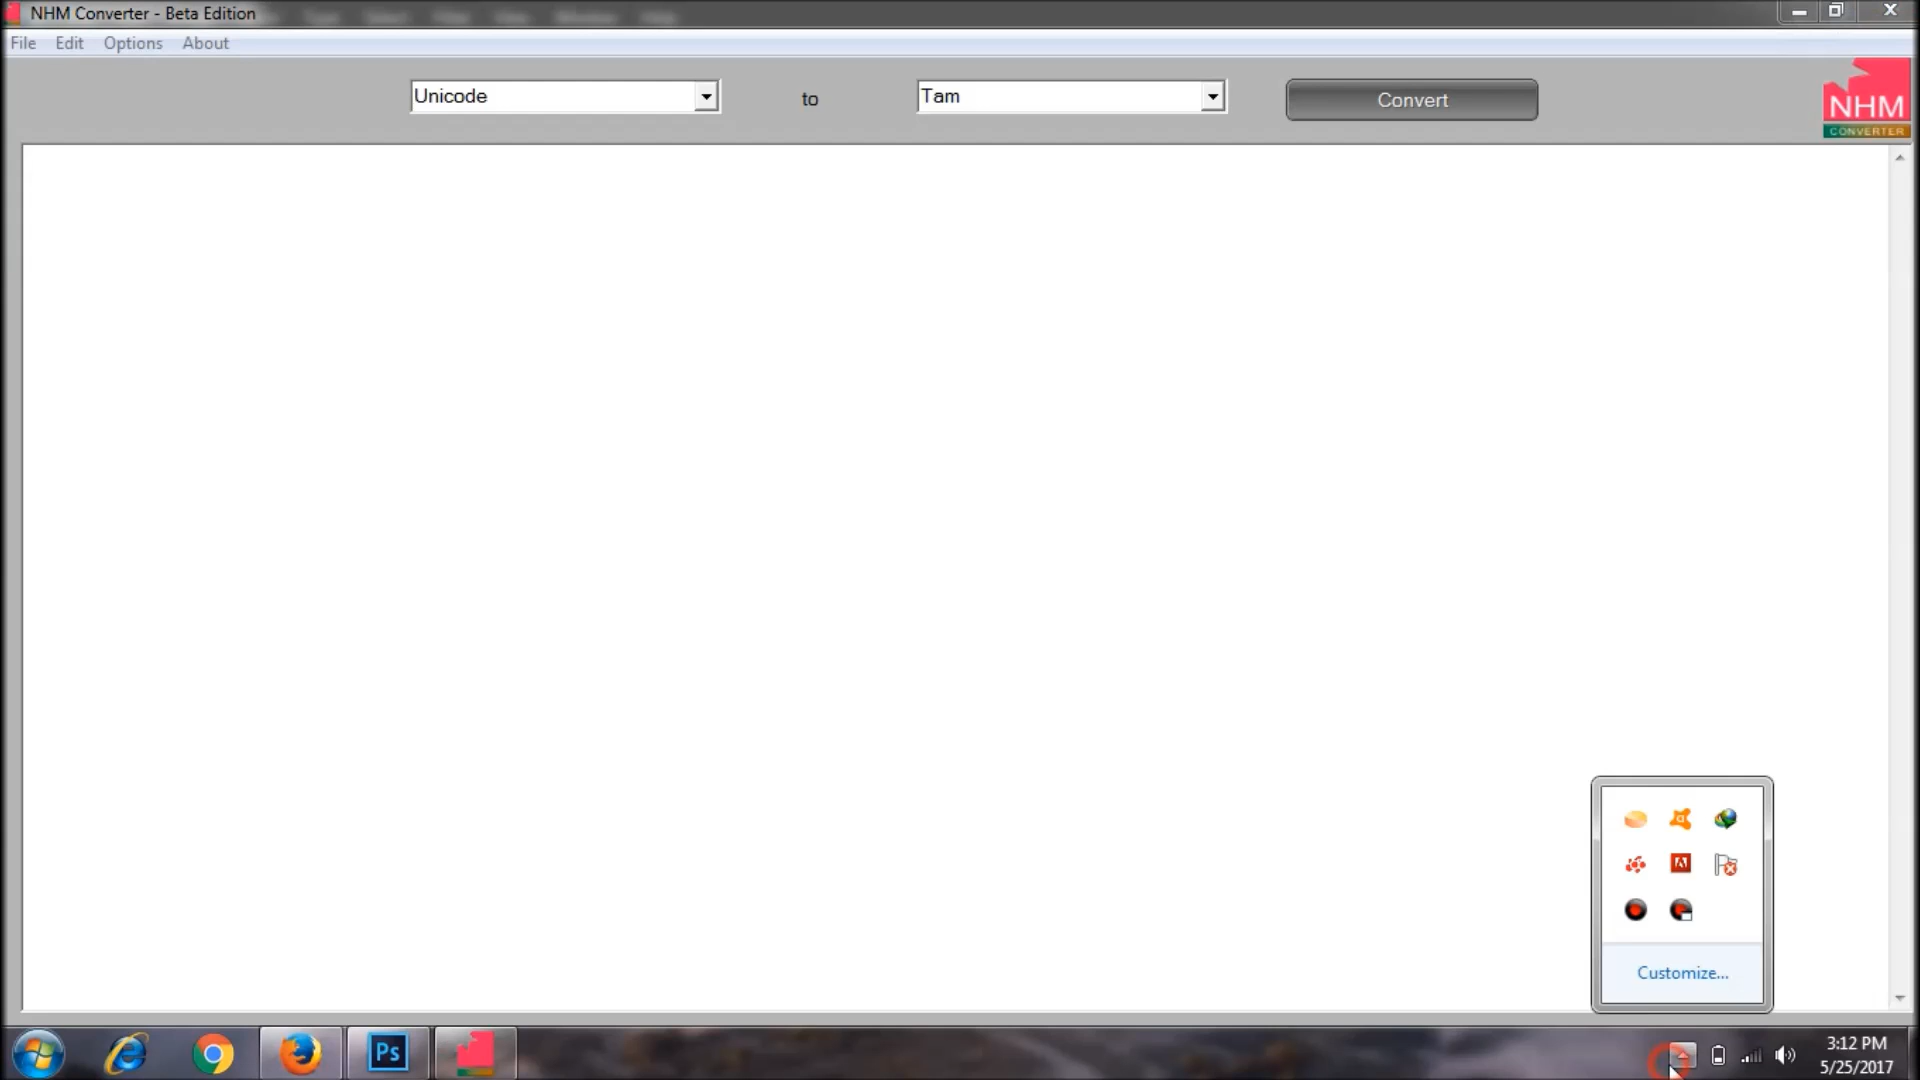 NHM Converter - Beta Edition
File Edit Options About
Unicode to Tam Convert
NHM
CONVERTER
Customize...
Ps
3:12 PM
5/25/2017